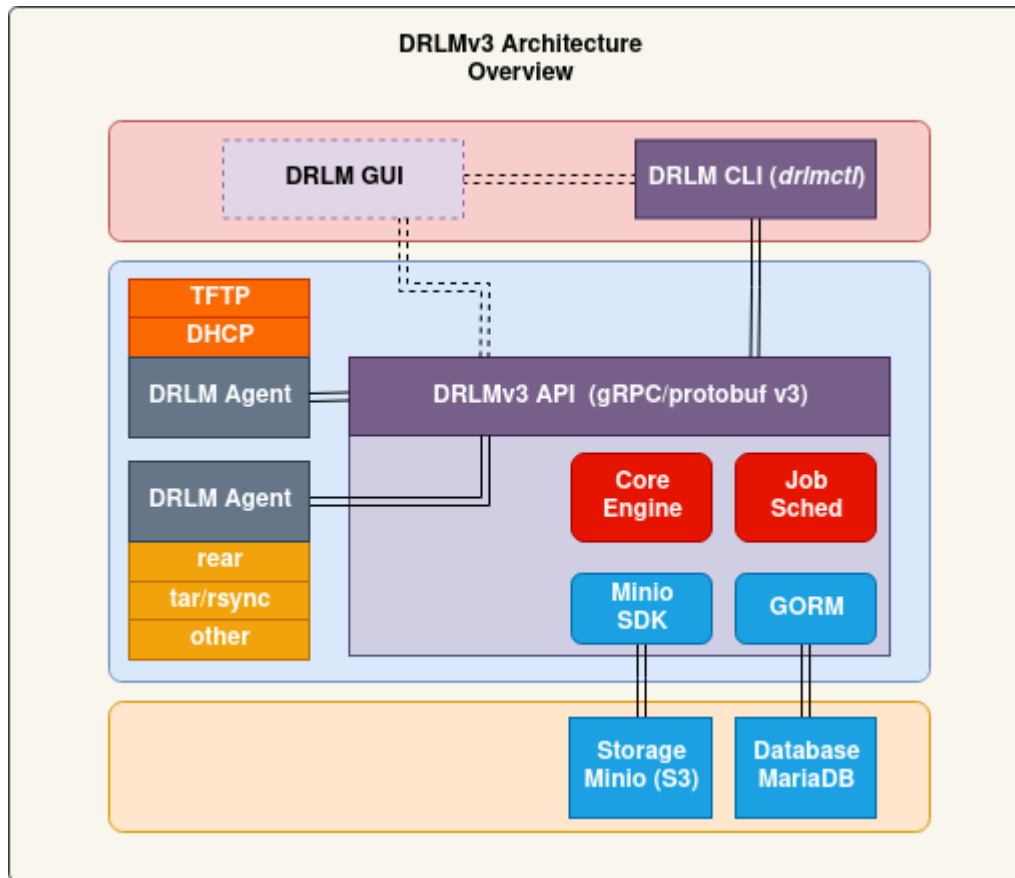 DRLMv3 Architecture
Overview
DRLM GUI
DRLM CLI (drlmctl)
TFTP
DHCP
DRLM Agent
DRLMv3 API (gRPC/protobuf v3)
DRLM Agent
rear
tar/rsync
other
Core
Engine
Job
Sched
Minio
SDK
GORM
Storage
Minio (S3)
Database
MariaDB